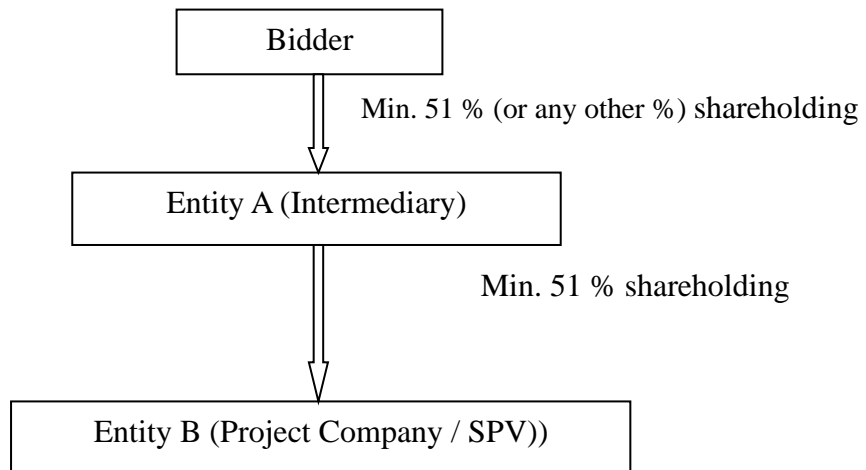 Bidder
Min. 51 % (or any other %) shareholding
Entity A (Intermediary)
Min. 51 % shareholding
Entity B (Project Company / SPV))